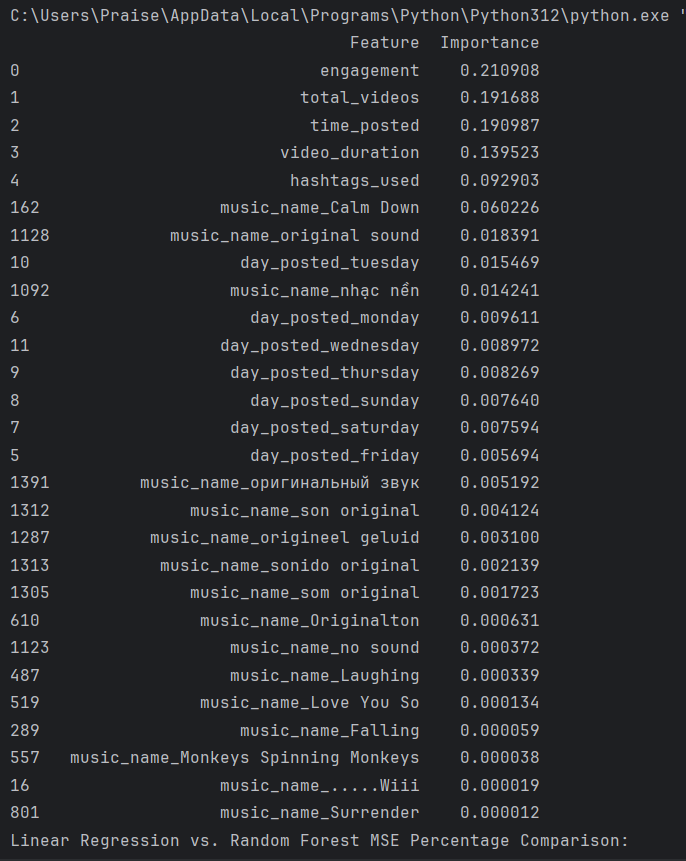 C:\Users\Praise\AppData\Local\Programs\Python\Python312\python.exe "
Feature Importance
0 engagement 0.210908
1 total_videos 0.191688
2 time_posted 0.190987
3 video_duration 0.139523
4 hashtags_used 0.092903
162 music_name_Calm Down 0.060226
1128 music_name_original sound 0.018391
10 day_posted_tuesday 0.015469
1092 music_name_nhạc nền 0.014241
6 day_posted_monday 0.009611
11 day_posted_wednesday 0.008972
9 day_posted_thursday 0.008269
8 day_posted_sunday 0.007640
7 day_posted_saturday 0.007594
5 day_posted_friday 0.005694
1391 music_name_оригинальный звук 0.005192
1312 music_name_son original 0.004124
1287 music_name_origineel geluid 0.003100
1313 music_name_sonido original 0.002139
1305 music_name_som original 0.001723
610 music_name_Originalton 0.000631
1123 music_name_no sound 0.000372
487 music_name_Laughing 0.000339
519 music_name_Love You So 0.000134
289 music_name_Falling 0.000059
557 music_name_Monkeys Spinning Monkeys 0.000038
16 music_name_.....Wiii 0.000019
801 music_name_Surrender 0.000012
Linear Regression vs. Random Forest MSE Percentage Comparison: